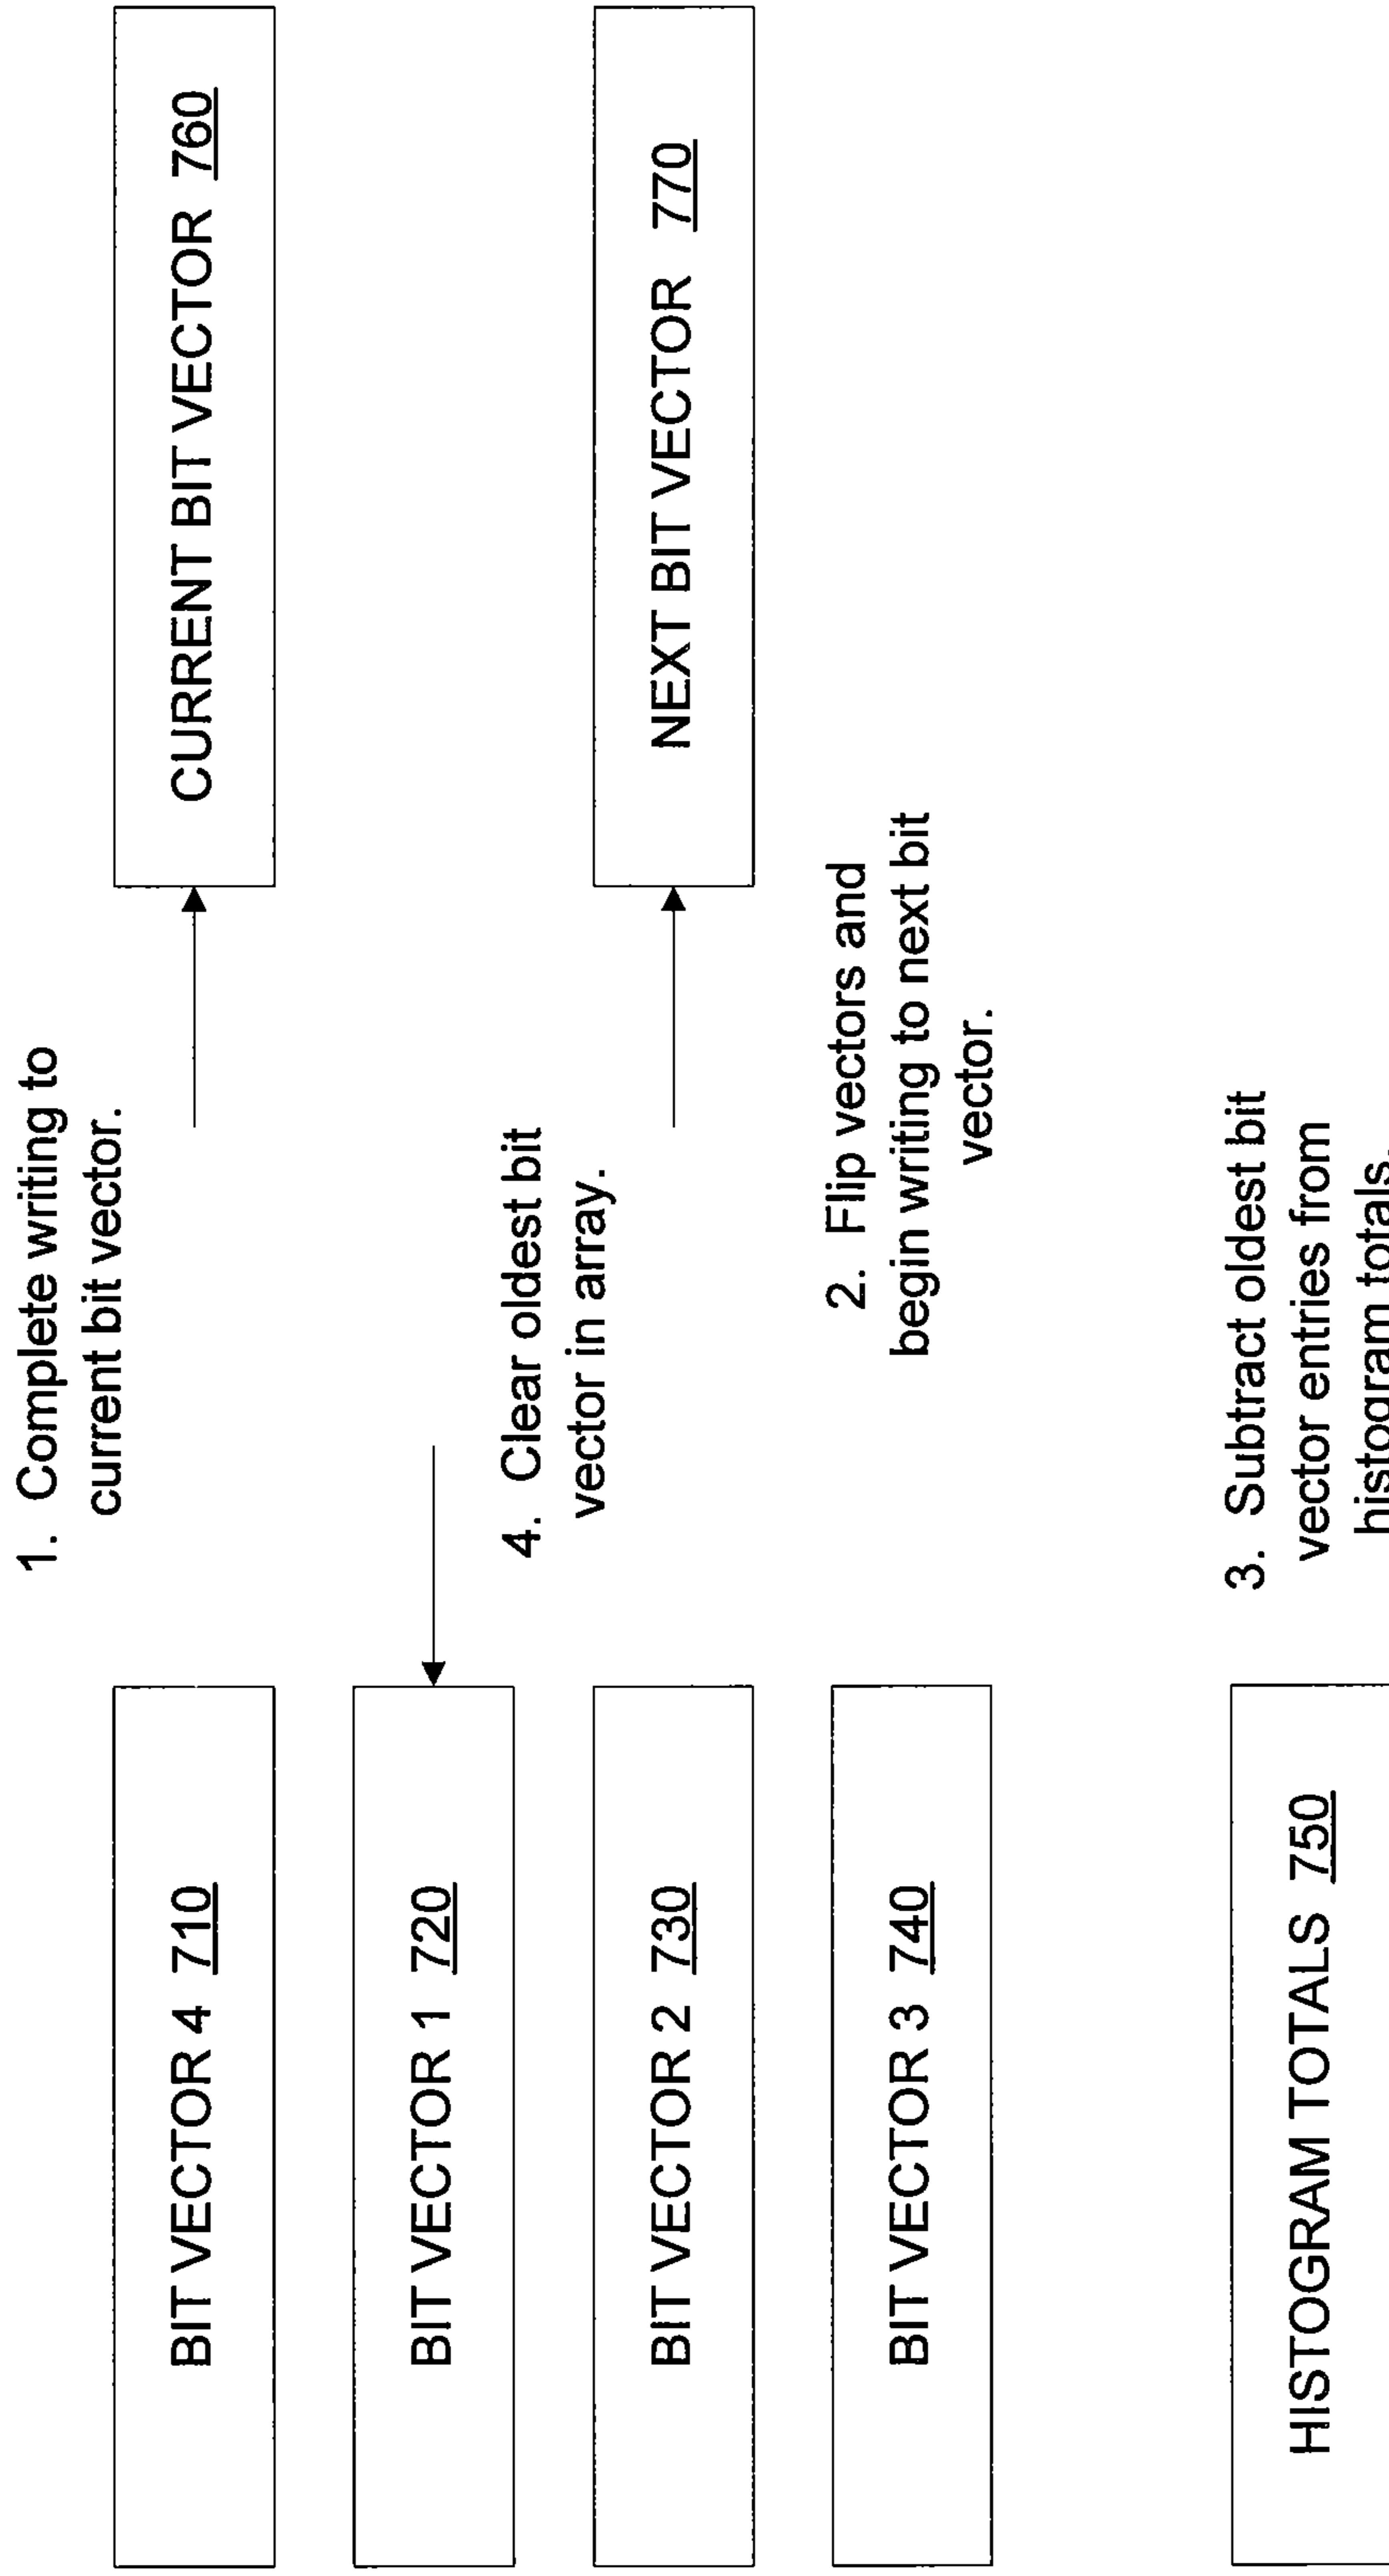 1. Complete writing to
current bit vector.
BIT VECTOR 4 710
CURRENT BIT VECTOR 760
BIT VECTOR 1 720
4. Clear oldest bit
vector in array.
BIT VECTOR 2 730
NEXT BIT VECTOR 770
2. Flip vectors and
begin writing to next bit
vector.
BIT VECTOR 3 740
3. Subtract oldest bit
vector entries from
histogram totals.
HISTOGRAM TOTALS 750